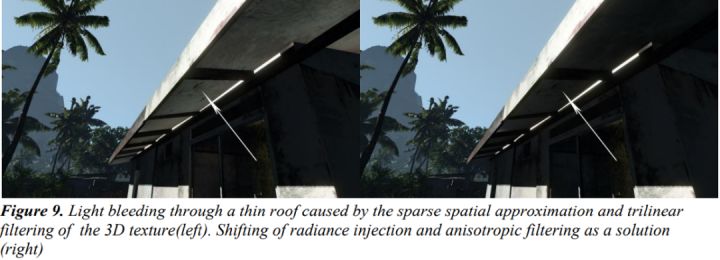 Figure 9. Light bleeding through a thin roof caused by the sparse spatial approximation and trilinear
filtering of the 3D texture(left). Shifting of radiance injection and anisotropic filtering as a solution
(right)